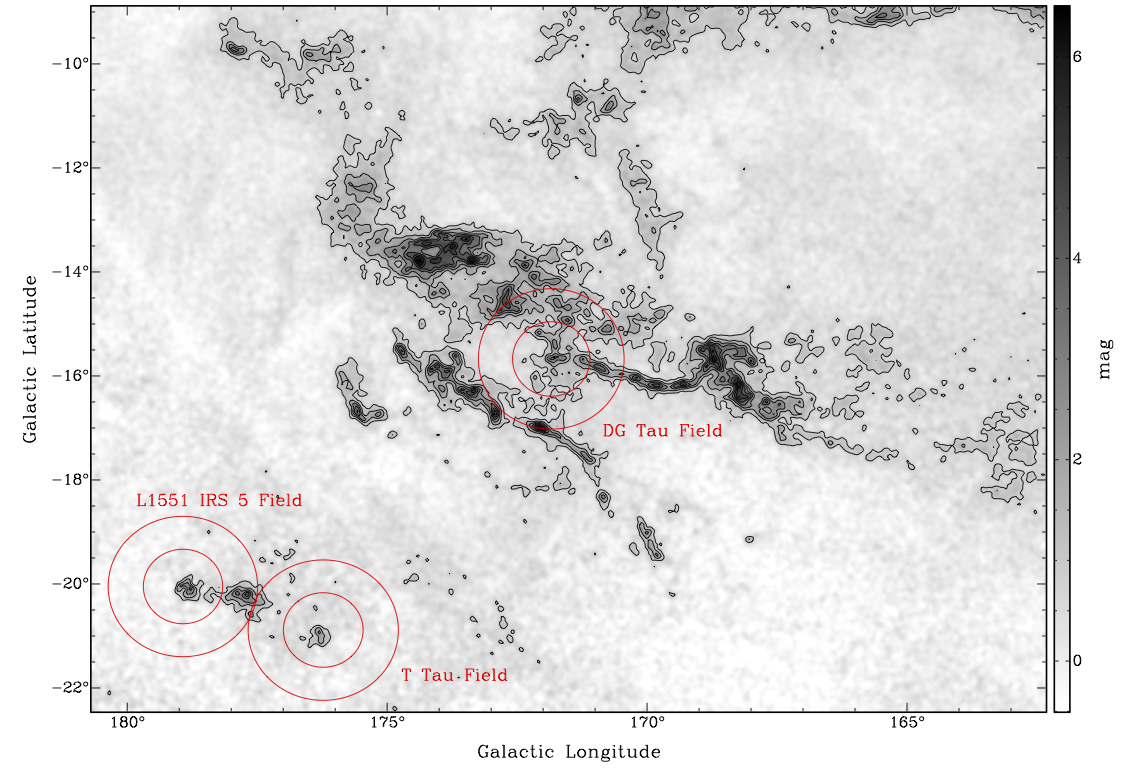 −10°
−12°
−14°
−16°
−18°
−20°
−22°
Galactic Latitude
180°
175°
170°
165°
Galactic Longitude
DG Tau Field
L1551 IRS 5 Field
T Tau Field
6
4
2
0
mag